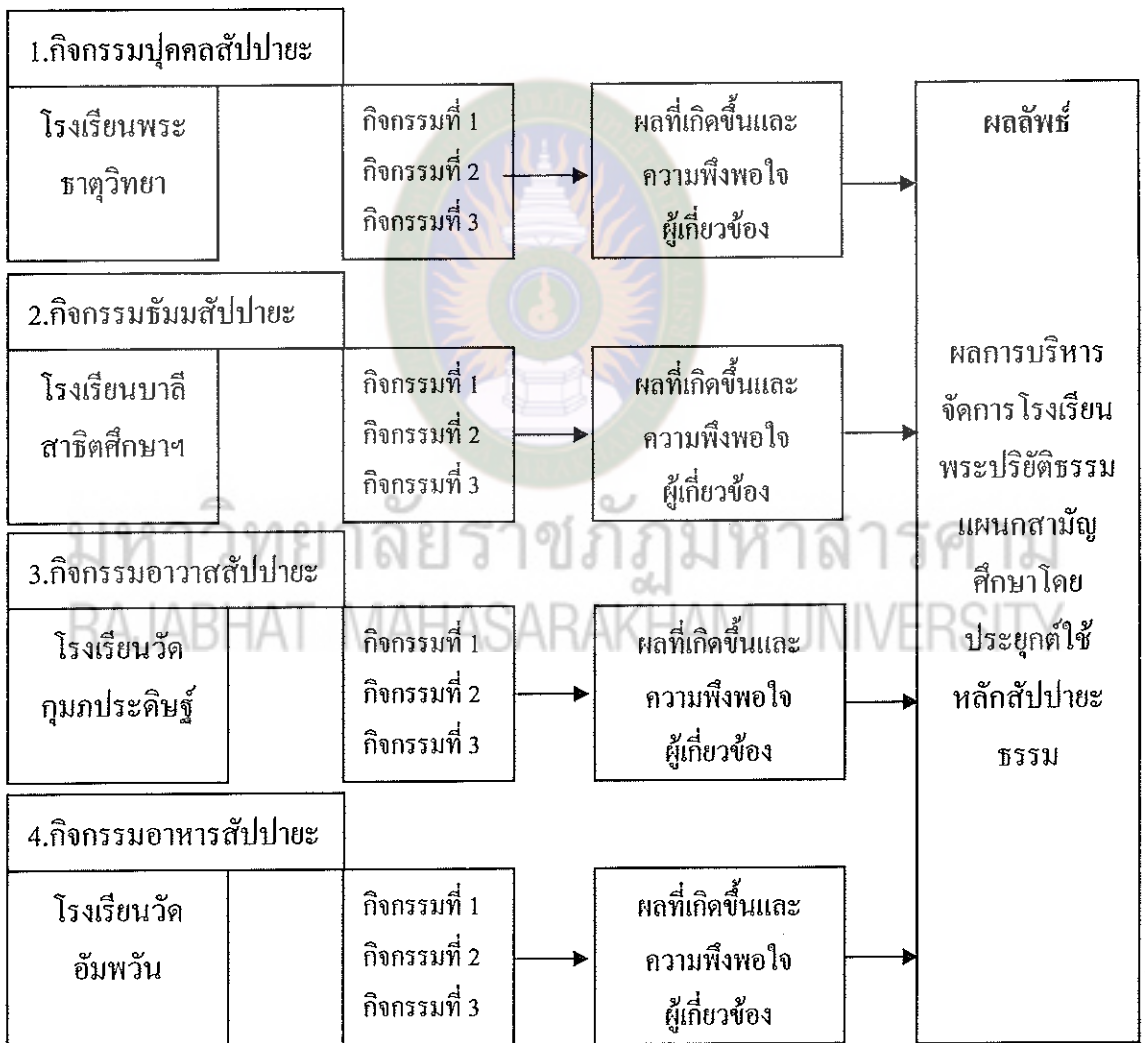 1.กิจกรรมปุคคลสัปปายะ
โรงเรียนพระ
ธาตุวิทยา
กิจกรรมที่ 1
กิจกรรมที่ 2
กิจกรรมที่ 3
ผลที่เกิดขึ้นและ
ความพึงพอใจ
ผู้เกี่ยวข้อง
2.กิจกรรมธัมมสัปปายะ
โรงเรียนบาลี
สาธิตศึกษาฯ
กิจกรรมที่ 1
กิจกรรมที่ 2
กิจกรรมที่ 3
ผลที่เกิดขึ้นและ
ความพึงพอใจ
ผู้เกี่ยวข้อง
3.กิจกรรมอาวาสสัปปายะ
โรงเรียนวัด
กุมภประดิษฐ์
กิจกรรมที่ 1
กิจกรรมที่ 2
กิจกรรมที่ 3
ผลที่เกิดขึ้นและ
ความพึงพอใจ
ผู้เกี่ยวข้อง
4.กิจกรรมอาหารสัปปายะ
โรงเรียนวัด
อัมพวัน
กิจกรรมที่ 1
กิจกรรมที่ 2
กิจกรรมที่ 3
ผลที่เกิดขึ้นและ
ความพึงพอใจ
ผู้เกี่ยวข้อง
ผลลัพธ์
ผลการบริหาร
จัดการโรงเรียน
พระปริยัติธรรม
แผนกสามัญ
ศึกษาโดย
ประยุกต์ใช้
หลักสัปปายะ
ธรรม
มหาวิทยาลัยราชภัฏมหาสารคาม
RAJABHAT MAHASARAKHAM UNIVERSITY